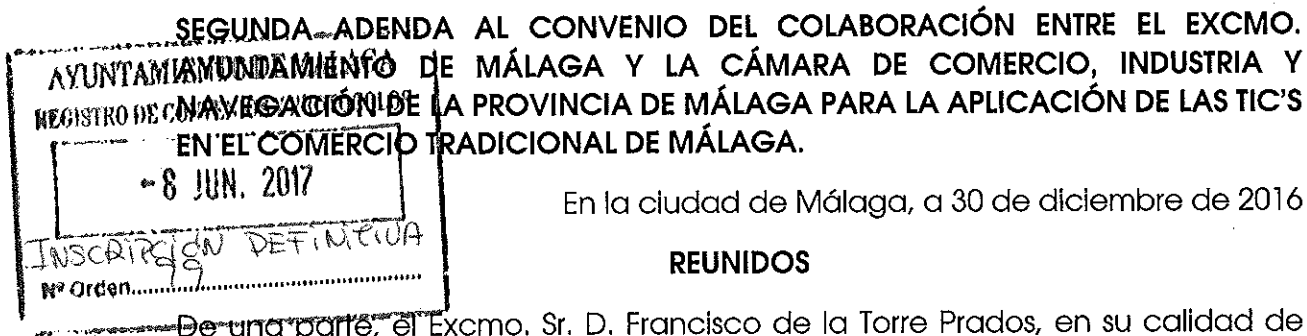 SEGUNDA ADENDA AL CONVENIO DEL COLABORACIÓN ENTRE EL EXCMO.
AYUNTAMIENTO DE MÁLAGA Y LA CÁMARA DE COMERCIO, INDUSTRIA Y
NAVEGACIÓN DE LA PROVINCIA DE MÁLAGA PARA LA APLICACIÓN DE LAS TIC'S
EN EL COMERCIO TRADICIONAL DE MÁLAGA.
REGISTRO DE
- 8 JUN. 2017
INSCRIPCIÓN DEFINITIVA
Nº Orden
En la ciudad de Málaga, a 30 de diciembre de 2016
REUNIDOS
De una parte, el Excmo. Sr. D. Francisco de la Torre Prados, en su calidad de